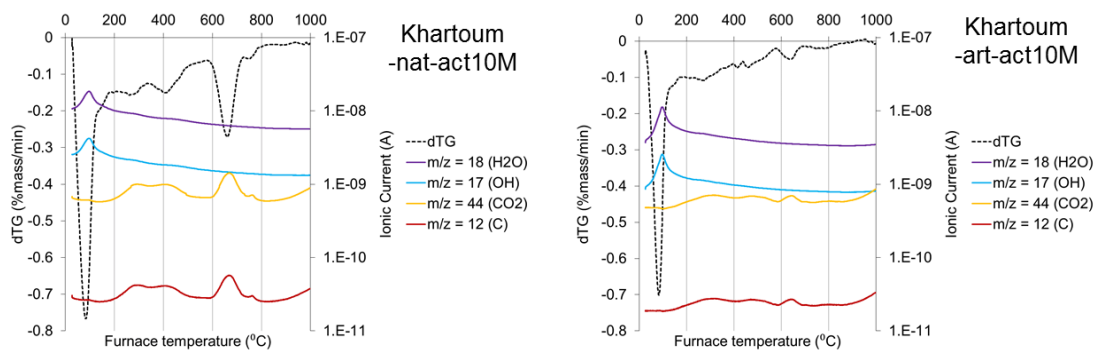 0 200 400 600 800 1000
0
-0.1
-0.2
-0.3
-0.4
-0.5
-0.6
-0.7
-0.8
dTG (%mass/min)
Furnace temperature (⁰C)
1.E-07
1.E-08
1.E-09
1.E-10
1.E-11
Ionic Current (A)
Khartoum
-nat-act10M
dTG
m/z = 18 (H2O)
m/z = 17 (OH)
m/z = 44 (CO2)
m/z = 12 (C)
0 200 400 600 800 1000
0
-0.1
-0.2
-0.3
-0.4
-0.5
-0.6
-0.7
-0.8
dTG (%mass/min)
Furnace temperature (⁰C)
1.E-07
1.E-08
1.E-09
1.E-10
1.E-11
Ionic Current (A)
Khartoum
-art-act10M
dTG
m/z = 18 (H2O)
m/z = 17 (OH)
m/z = 44 (CO2)
m/z = 12 (C)